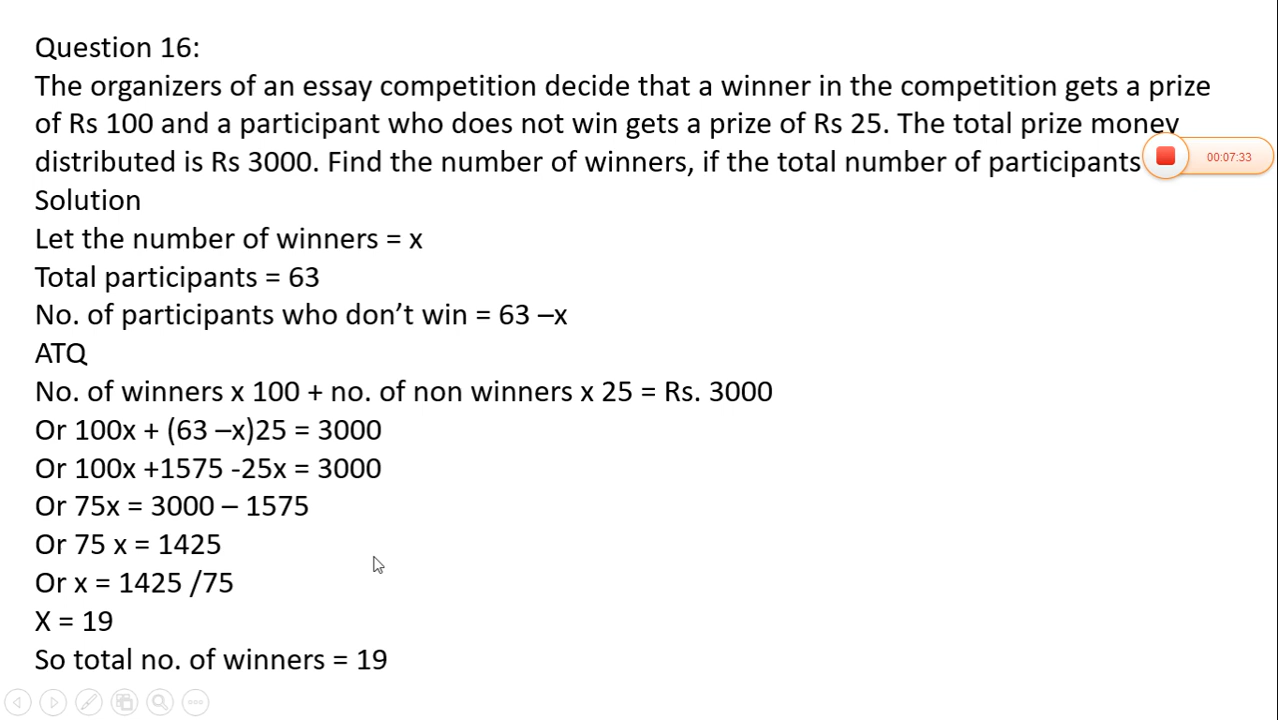 Question 16:
The organizers of an essay competition decide that a winner in the competition gets a prize
of Rs 100 and a participant who does not win gets a prize of Rs 25. The total prize money
distributed is Rs 3000. Find the number of winners, if the total number of participants
00:07:33
Solution
Let the number of winners = x
Total participants = 63
No. of participants who don’t win = 63 –x
ATQ
No. of winners x 100 + no. of non winners x 25 = Rs. 3000
Or 100x + (63 –x)25 = 3000
Or 100x +1575 -25x = 3000
Or 75x = 3000 – 1575
Or 75 x = 1425
Or x = 1425 /75
X = 19
So total no. of winners = 19